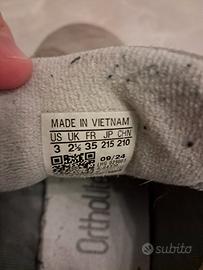 MADE IN VIETNAM
US UK FR JP CHN
3 2½ 35 215 210
09/24
Ortholite
subito